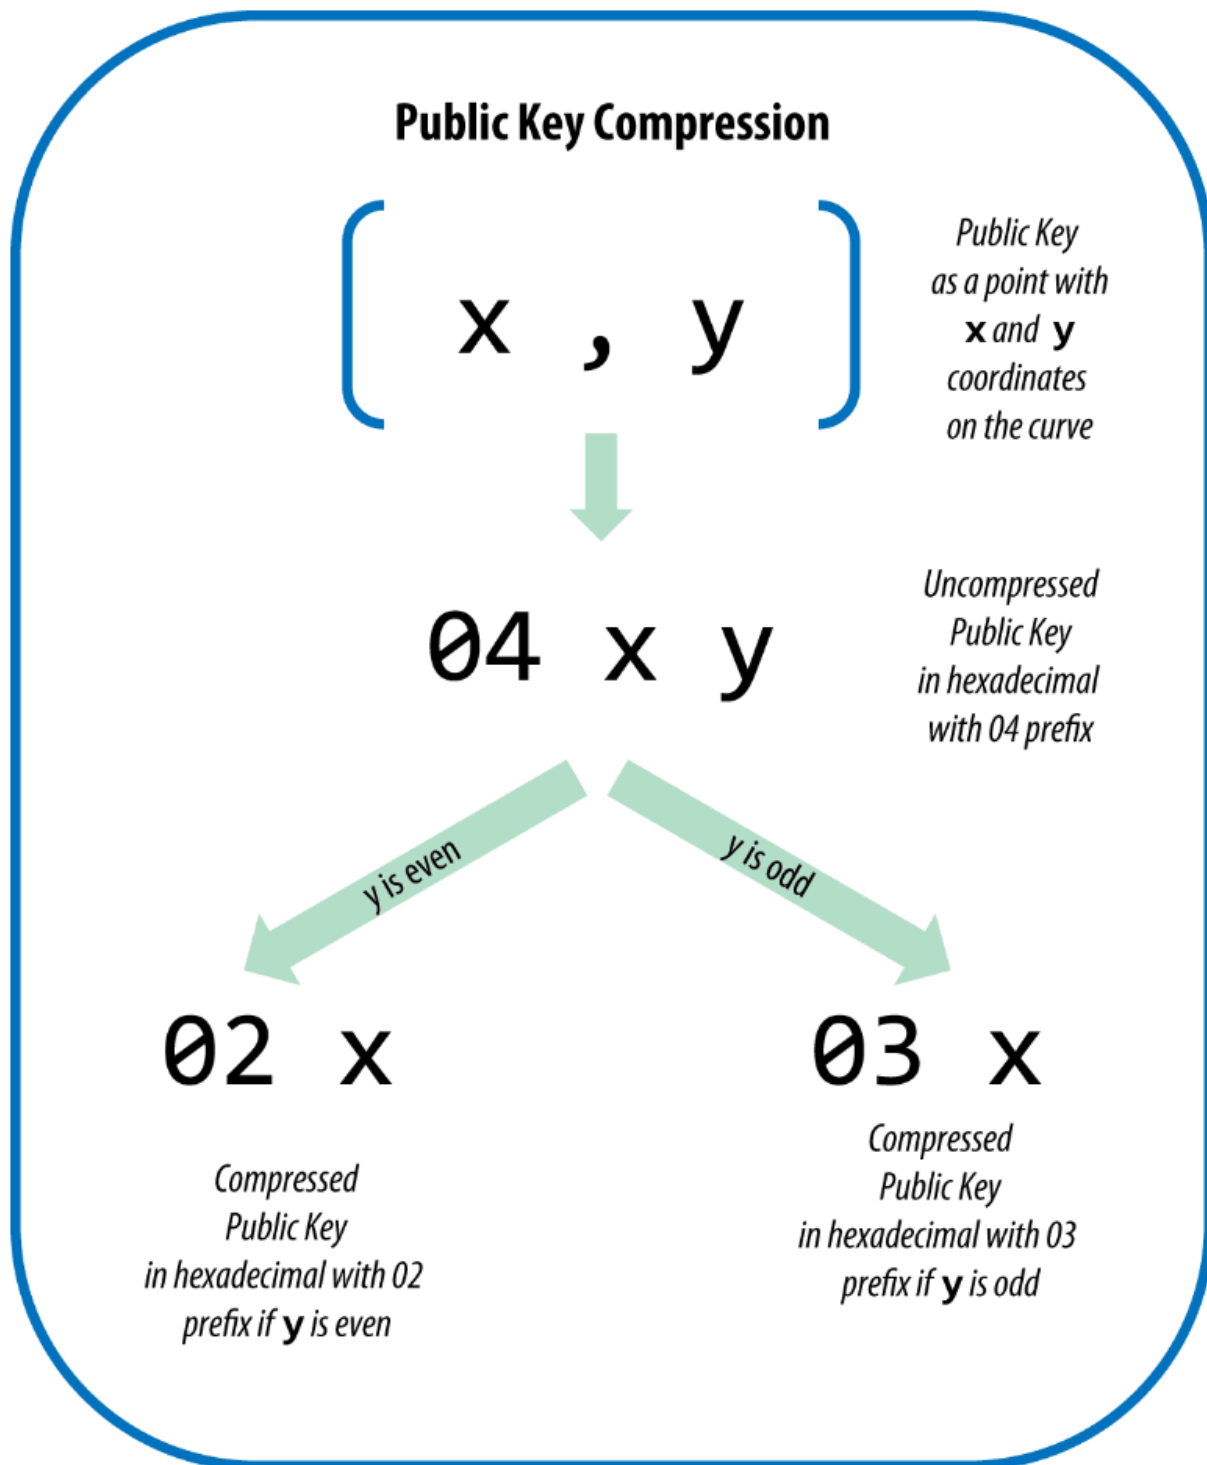 Public Key Compression
x , y
Public Key
as a point with
x and y
coordinates
on the curve
04 x y
Uncompressed
Public Key
in hexadecimal
with 04 prefix
y is even
y is odd
02 x
Compressed
Public Key
in hexadecimal with 02
prefix if y is even
03 x
Compressed
Public Key
in hexadecimal with 03
prefix if y is odd